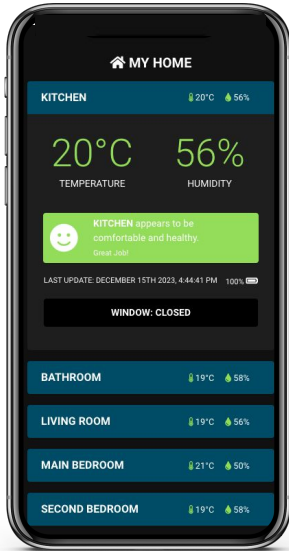 MY HOME
KITCHEN 20°C 56%
20°C 56%
TEMPERATURE HUMIDITY
KITCHEN appears to be
comfortable and healthy.
Great Job!
LAST UPDATE: DECEMBER 15TH 2023, 4:44:41 PM 100%
WINDOW: CLOSED
BATHROOM 19°C 58%
LIVING ROOM 19°C 56%
MAIN BEDROOM 21°C 50%
SECOND BEDROOM 19°C 58%